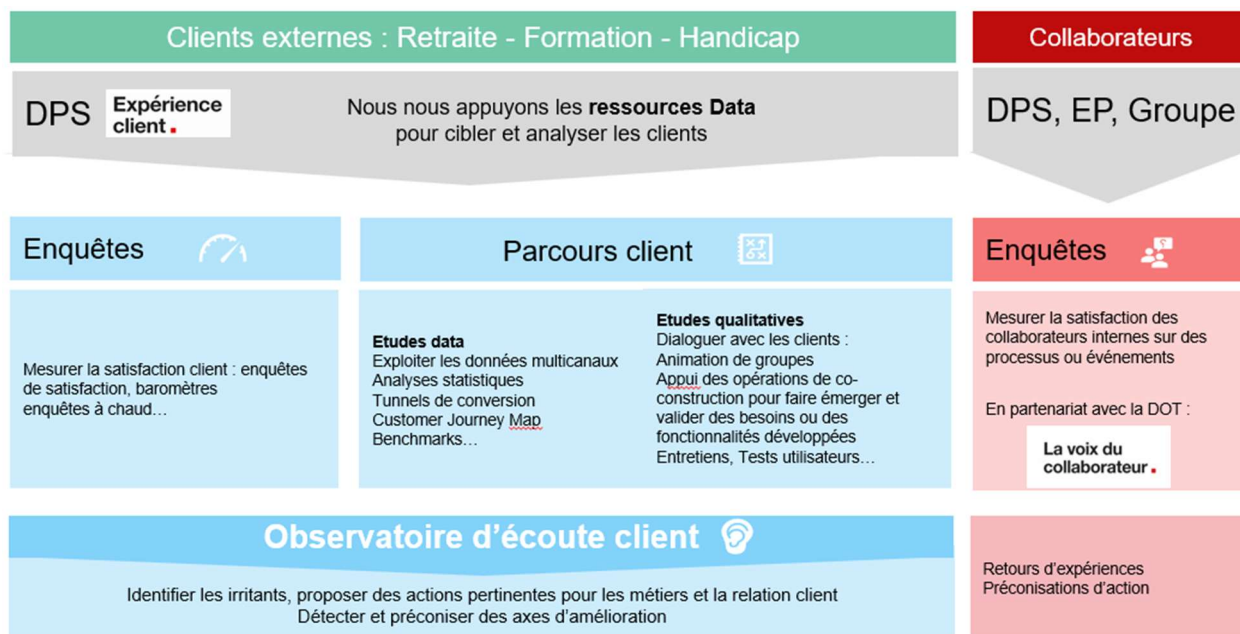 Clients externes : Retraite - Formation - Handicap
DPS
Expérience
client.
Nous nous appuyons les ressources Data
pour cibler et analyser les clients
Enquêtes
Mesurer la satisfaction client : enquêtes
de satisfaction, baromètres
enquêtes à chaud…
Parcours client
Etudes data
Exploiter les données multicanaux
Analyses statistiques
Tunnels de conversion
Customer Journey Map
Benchmarks…
Etudes qualitatives
Dialoguer avec les clients :
Animation de groupes
Appui des opérations de co-
construction pour faire émerger et
valider des besoins ou des
fonctionnalités développées
Entretiens, Tests utilisateurs…
Observatoire d'écoute client
Identifier les irritants, proposer des actions pertinentes pour les métiers et la relation client
Détecter et préconiser des axes d'amélioration
Collaborateurs
DPS, EP, Groupe
Enquêtes
Mesurer la satisfaction des
collaborateurs internes sur des
processus ou événements
En partenariat avec la DOT :
La voix du
collaborateur.
Retours d'expériences
Préconisations d'action